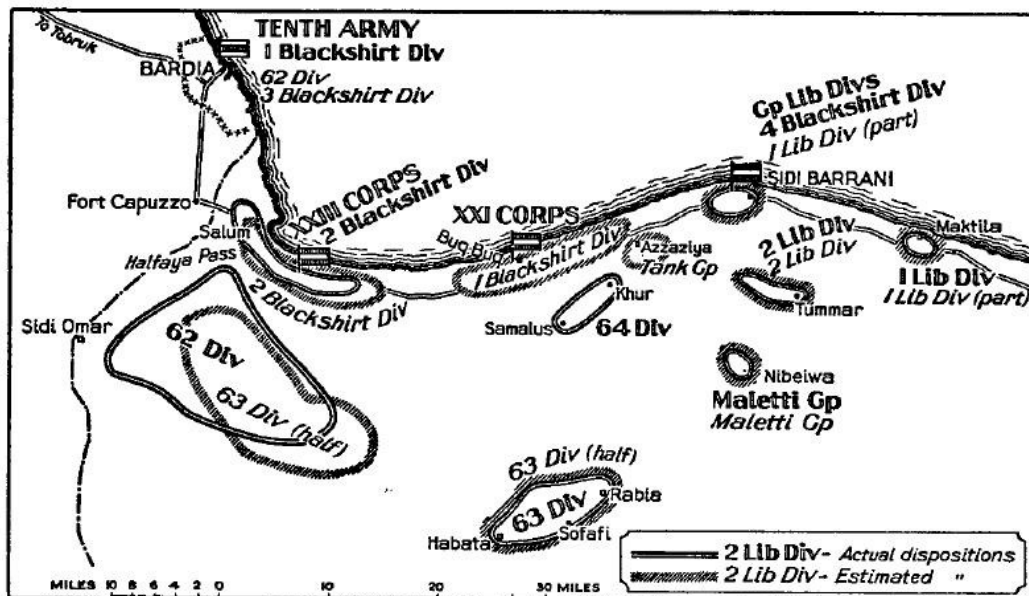 To Tobruk
TENTH ARMY
1 Blackshirt Div
BARDIA
62 Div
3 Blackshirt Div
Gp Lib Divs
4 Blackshirt Div
1 Lib Div (part)
SIDI BARRANI
Fort Capuzzo
XXIII CORPS
2 Blackshirt Div
XXI CORPS
Buq Buq
Salum
Halfaya Pass
2 Blackshirt Div
1 Blackshirt Div
Azzaziya
Tank Gp
2 Lib Div
2 Lib Div
Maktila
1 Lib Div
1 Lib Div (part)
Khur
Samalus
64 Div
Tummar
Sidi Omar
62 Div
63 Div (half)
Nibeiwa
Maletti Gp
Maletti Gp
63 Div (half)
63 Div
Rabia
Habata
Sofafi
2 Lib Div - Actual dispositions
2 Lib Div - Estimated "
MILES 10 8 6 4 2 0 10 20 30 MILES